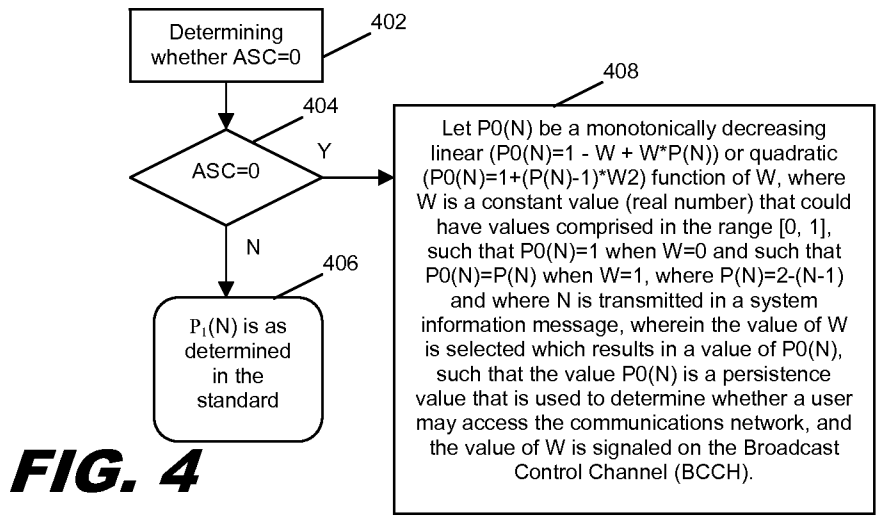 Determining
whether ASC=0
402
404
ASC=0
Y
N
406
P₁(N) is as
determined
in the
standard
408
Let P0(N) be a monotonically decreasing
linear (P0(N)=1 - W + W*P(N)) or quadratic
(P0(N)=1+(P(N)-1)*W2) function of W, where
W is a constant value (real number) that could
have values comprised in the range [0, 1],
such that P0(N)=1 when W=0 and such that
P0(N)=P(N) when W=1, where P(N)=2-(N-1)
and where N is transmitted in a system
information message, wherein the value of W
is selected which results in a value of P0(N),
such that the value P0(N) is a persistence
value that is used to determine whether a user
may access the communications network, and
the value of W is signaled on the Broadcast
Control Channel (BCCH).
FIG. 4